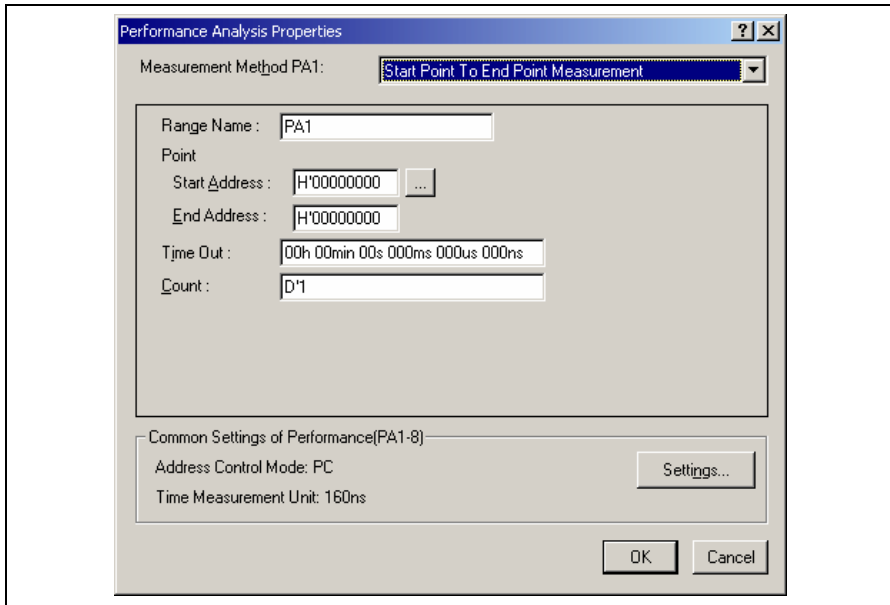 Performance Analysis Properties
Measurement Method PA1: Start Point To End Point Measurement
Range Name : PA1
Point
Start Address : H'00000000 ...
End Address : H'00000000
Time Out : 00h 00min 00s 000ms 000us 000ns
Count : D'1
Common Settings of Performance(PA1-8)
Address Control Mode: PC
Settings...
Time Measurement Unit: 160ns
OK Cancel